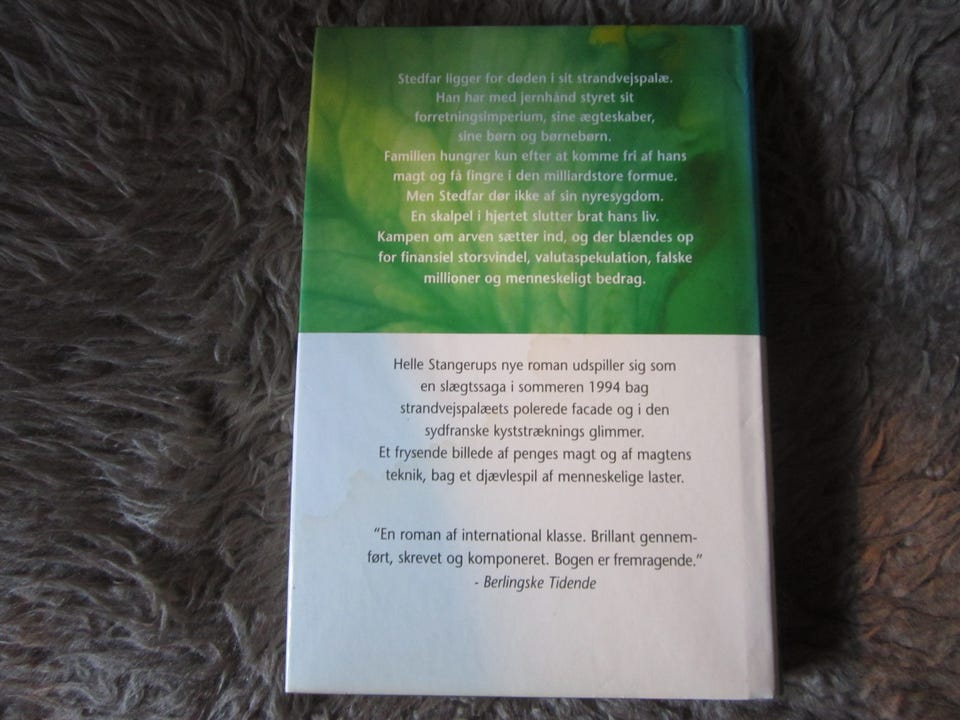 Stedfar ligger for døden i sit strandvejspalæ.
Han har med jernhånd styret sit
forretningsimperium, sine ægteskaber,
sine børn og børnebørn.
Familien hungrer kun efter at komme fri af hans
magt og få fingre i den milliardstore formue.
Men Stedfar dør ikke af sin nyresygdom.
En skalpel i hjertet slutter brat hans liv.
Kampen om arven sætter ind, og der blændes op
for finansiel storsvindel, valutaspekulation, falske
millioner og menneskeligt bedrag.
Helle Stangerups nye roman udspiller sig som
en slægtssaga i sommeren 1994 bag
strandvejspalæets polerede facade og i den
sydfranske kyststræknings glimmer.
Et frysende billede af penges magt og af magtens
teknik, bag et djævlespil af menneskelige laster.
"En roman af international klasse. Brillant gennem-
ført, skrevet og komponeret. Bogen er fremragende."
- Berlingske Tidende